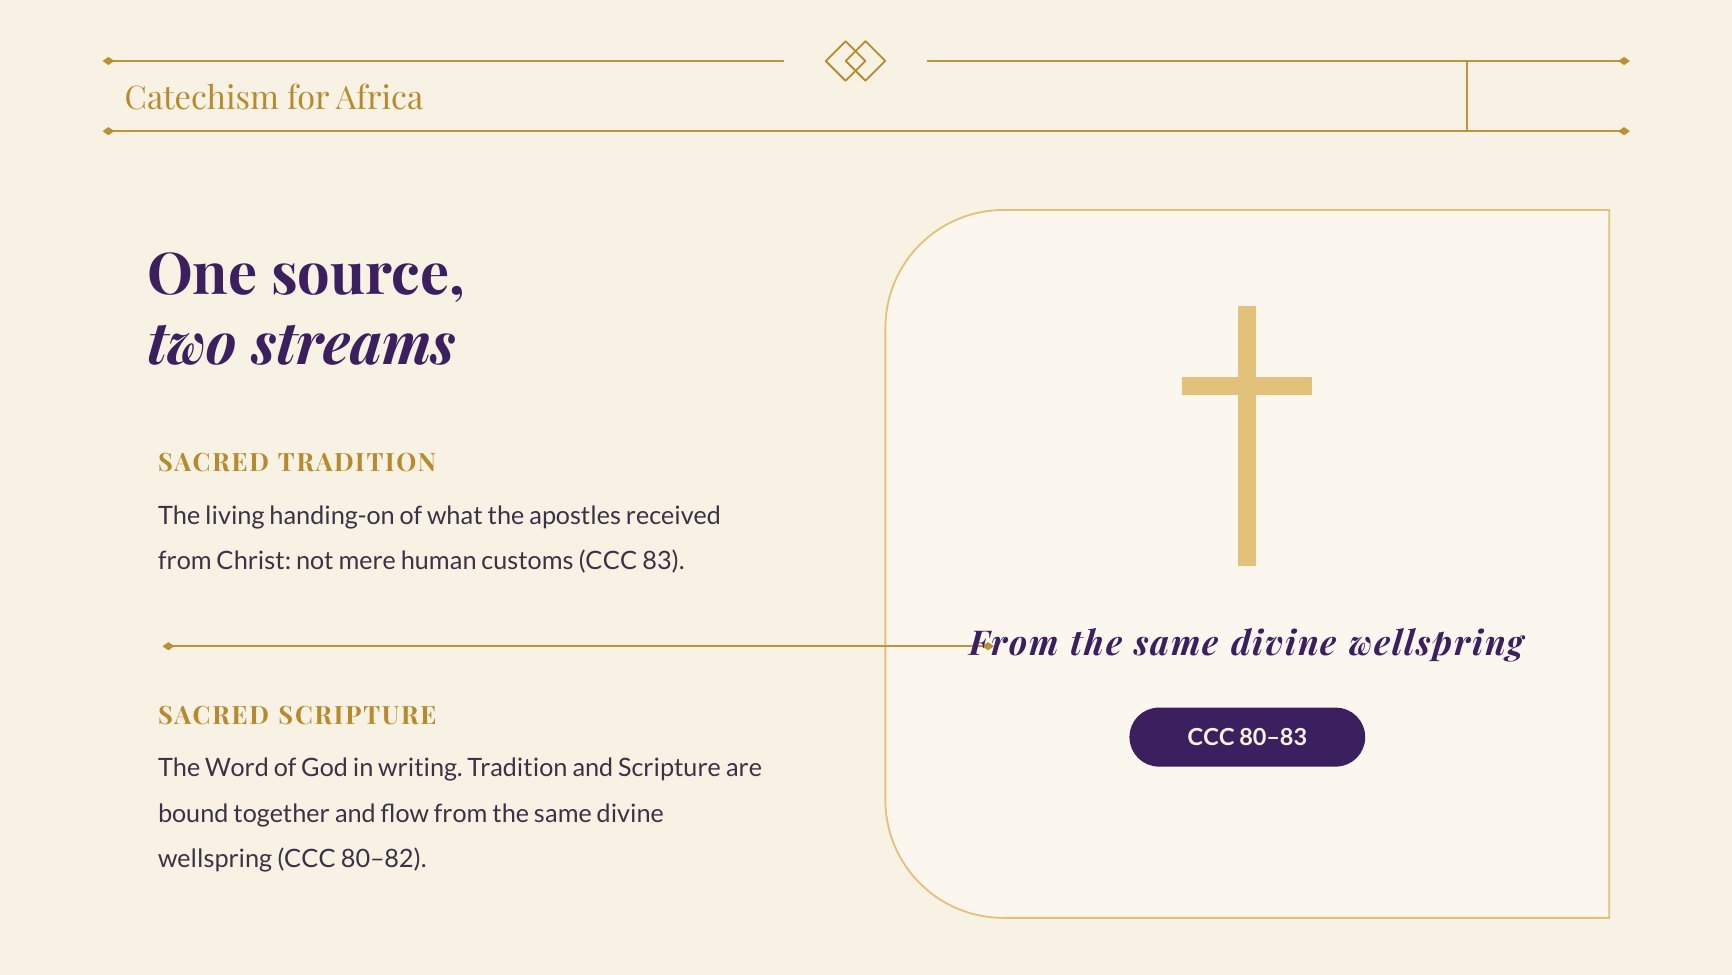 Catechism for Africa
One source,
two streams
SACRED TRADITION
The living handing-on of what the apostles received
from Christ: not mere human customs (CCC 83).
SACRED SCRIPTURE
The Word of God in writing. Tradition and Scripture are
bound together and flow from the same divine
wellspring (CCC 80–82).
From the same divine wellspring
CCC 80–83